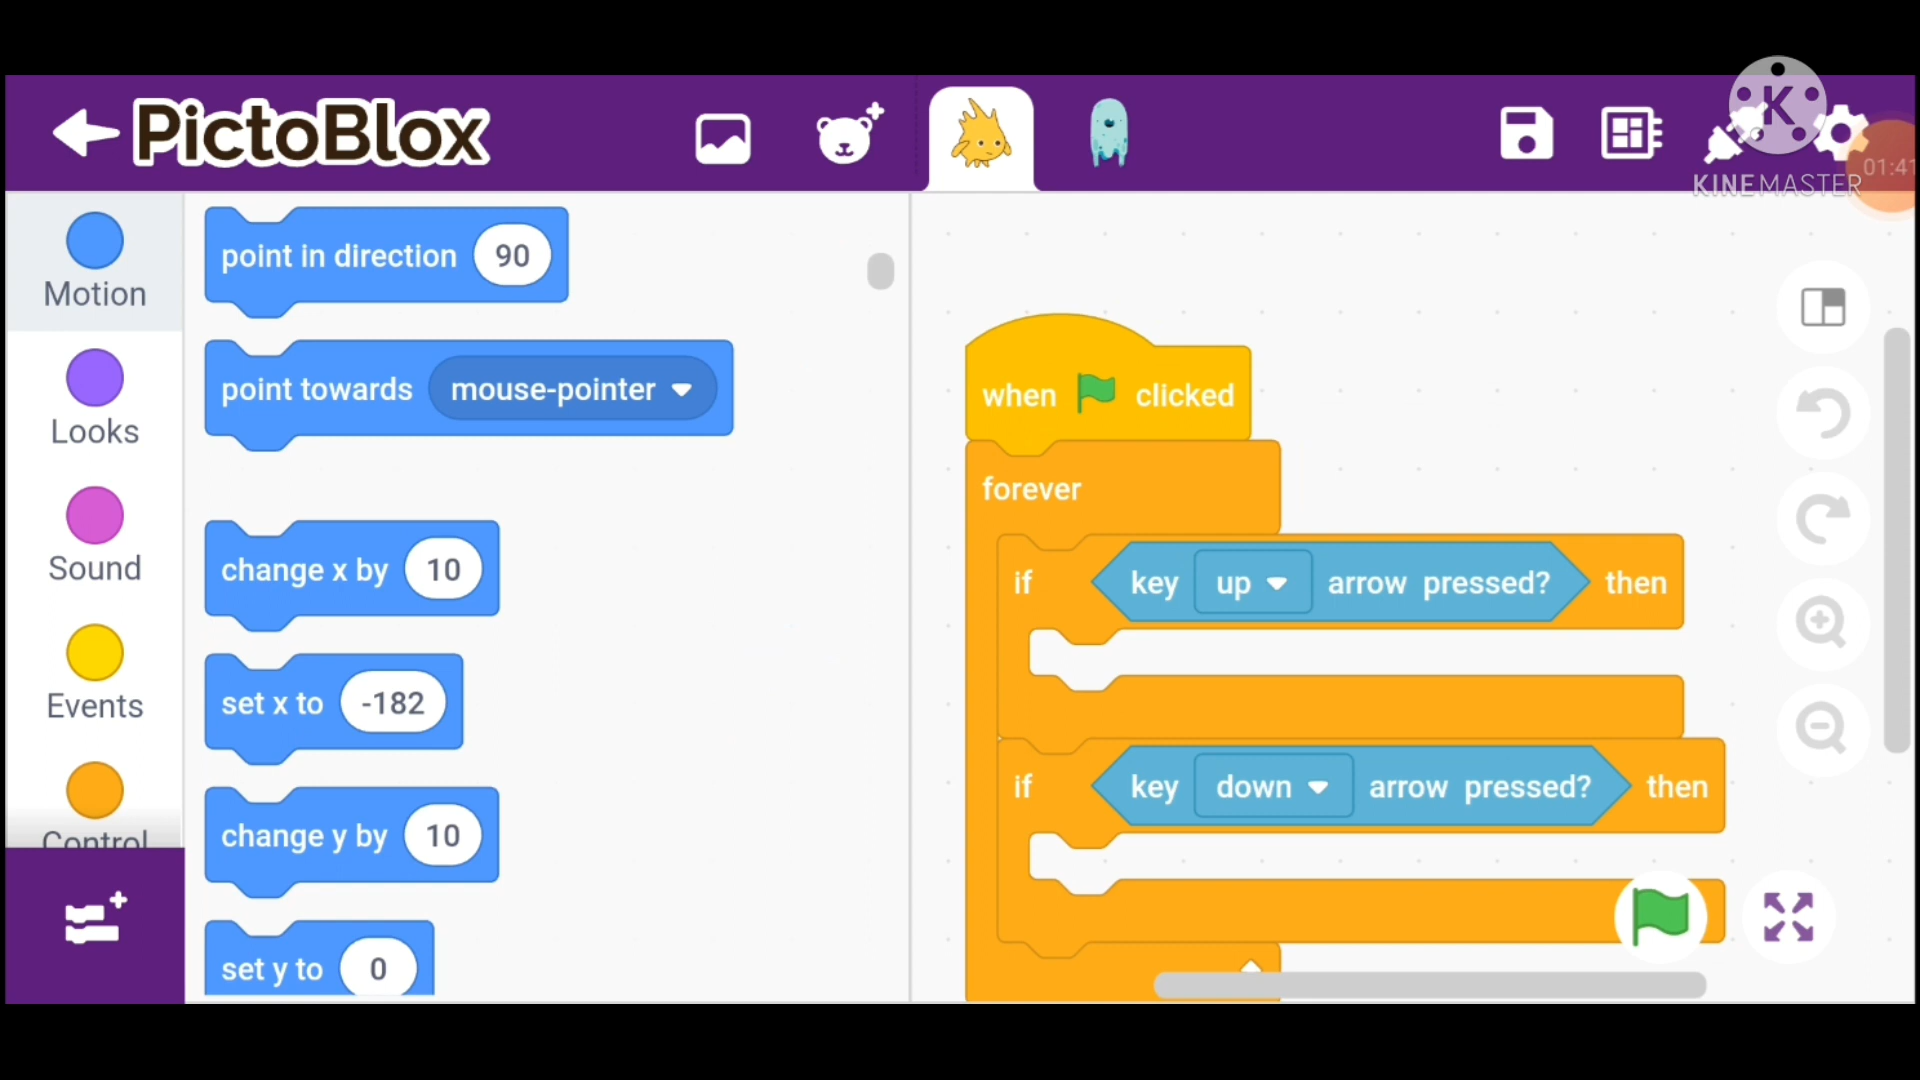 PictoBlox
K
KINEMASTER
01:41
Motion
Looks
Sound
Events
Control
point in direction 90
point towards mouse-pointer
change x by 10
set x to -182
change y by 10
set y to 0
when clicked
forever
if key up arrow pressed? then
if key down arrow pressed? then